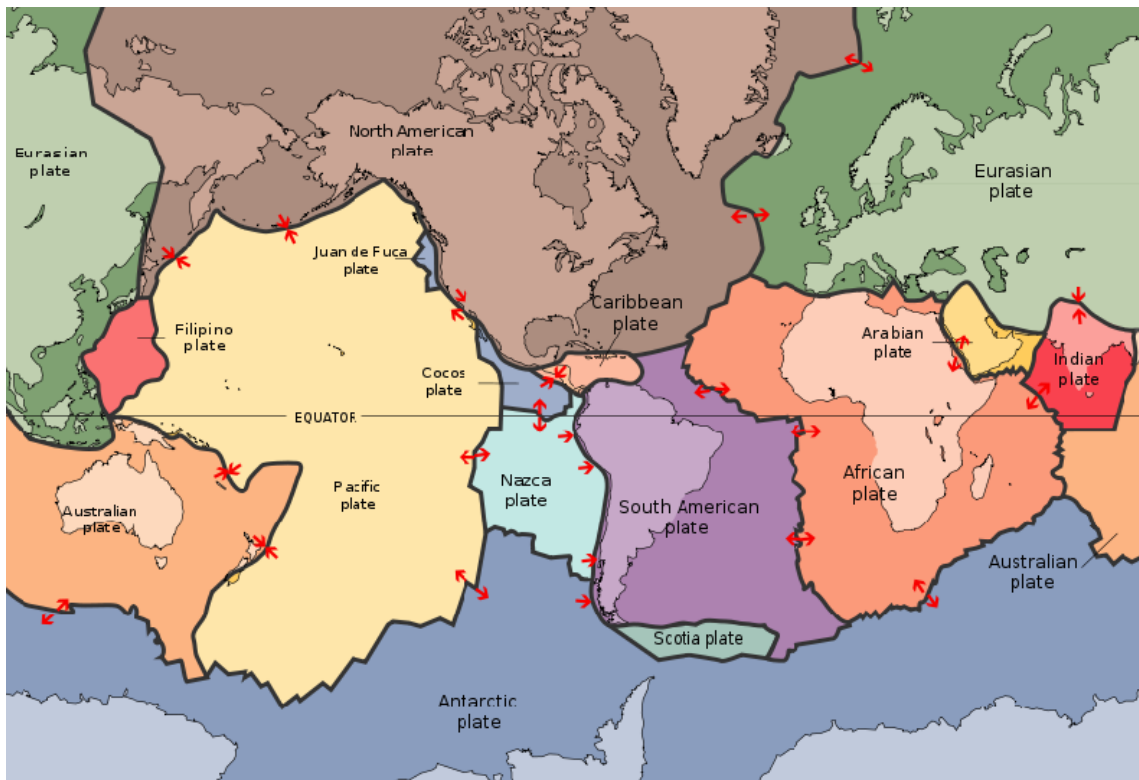 North American
plate
Eurasian
plate
Eurasian
plate
Juan de Fuca
plate
Caribbean
plate
Filipino
plate
Arabian
plate
Indian
plate
Cocos
plate
EQUATOR
Nazca
plate
African
plate
Pacific
plate
South American
plate
Australian
plate
Australian
plate
Scotia plate
Antarctic
plate